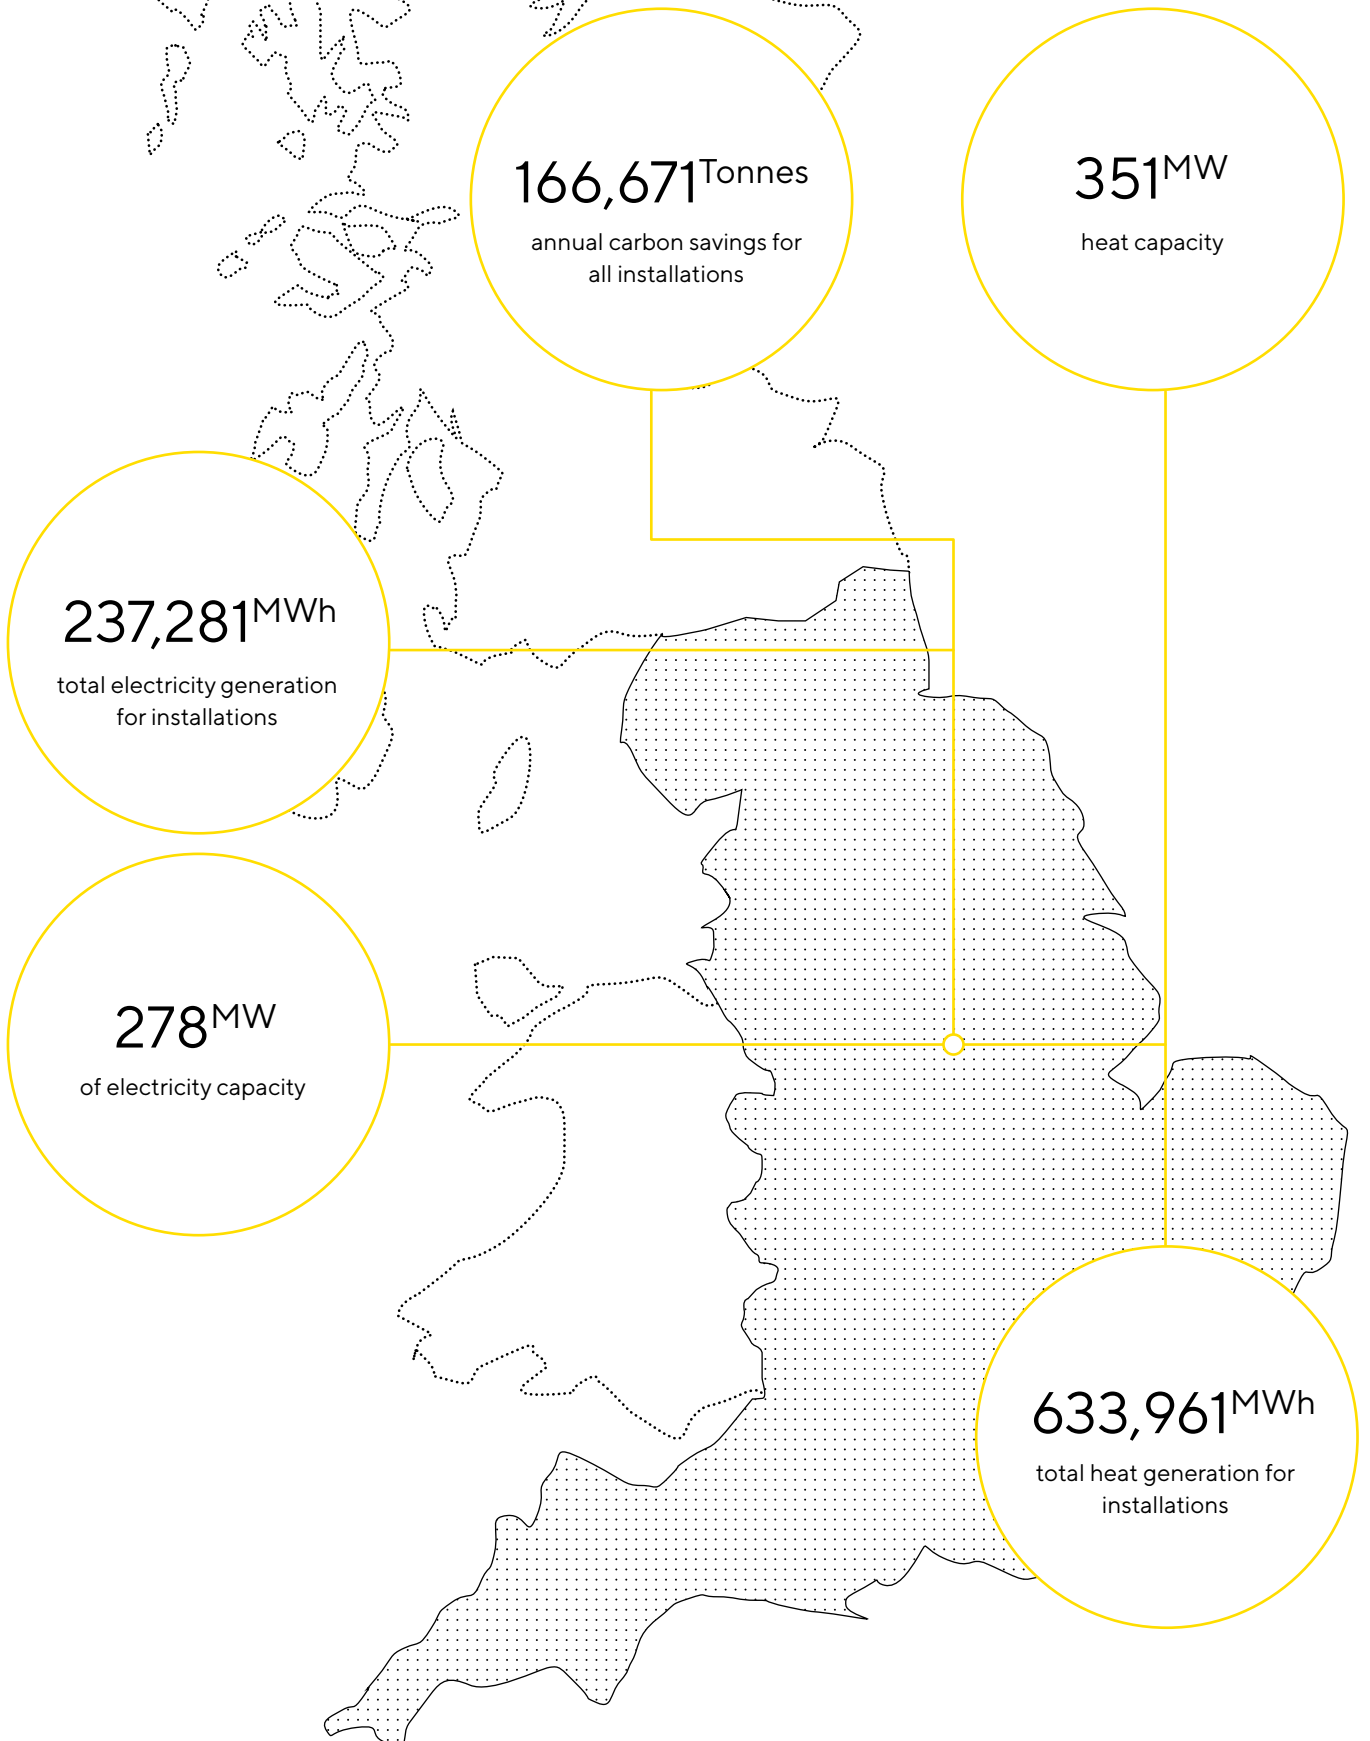 166,671Tonnes
annual carbon savings for
all installations
351MW
heat capacity
237,281MWh
total electricity generation
for installations
278MW
of electricity capacity
633,961MWh
total heat generation for
installations